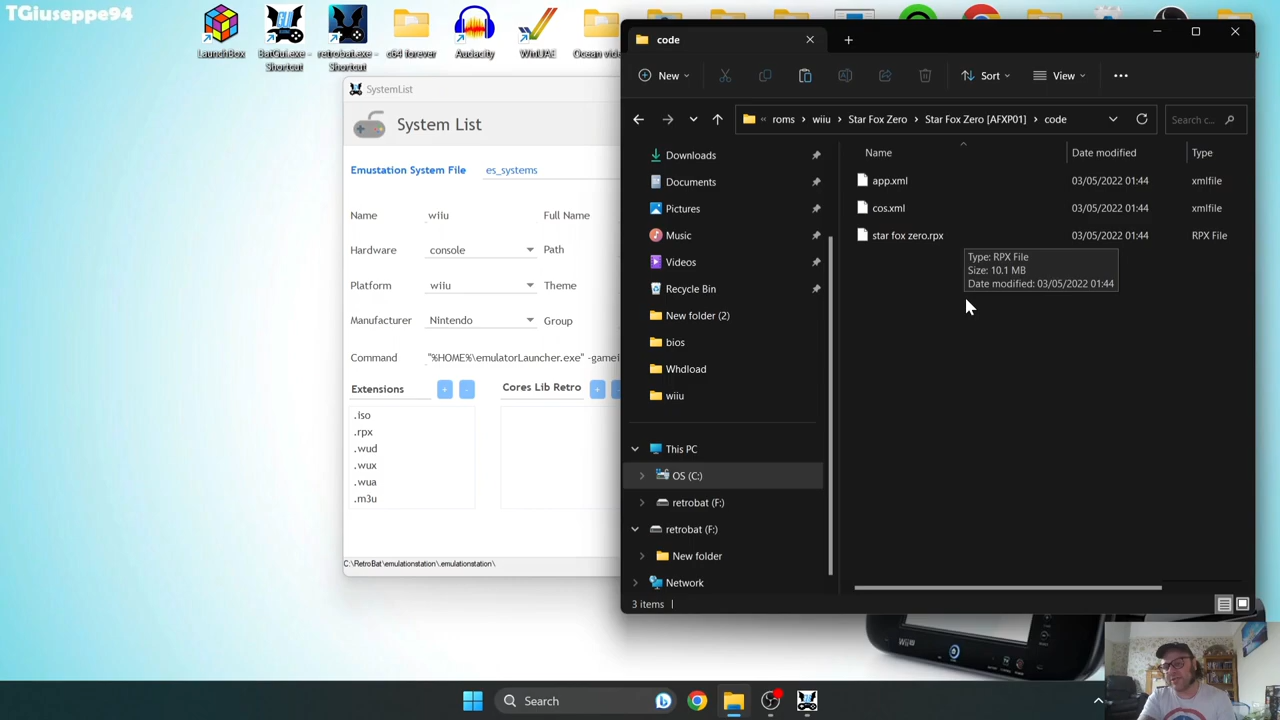 TGiuseppe94
LaunchBox
BatGui.exe - Shortcut
retrobat.exe - Shortcut
c64 forever
Audacity
WinUAE
Ocean vid
SystemList
System List
Emustation System File
es_systems
Name
wiiu
Full Name
Hardware
console
Path
Platform
wiiu
Theme
Manufacturer
Nintendo
Group
Command
"%HOME%\emulatorLauncher.exe" -gamei
Extensions
+
-
Cores Lib Retro
+
-
.iso
.rpx
.wud
.wux
.wua
.m3u
C:\RetroBat\emulationstation\.emulationstation\
code
New
Sort
View
« roms > wiiu > Star Fox Zero > Star Fox Zero [AFXP01] > code
Search c...
Downloads
Documents
Pictures
Music
Videos
Recycle Bin
New folder (2)
bios
Whdload
wiiu
This PC
OS (C:)
retrobat (F:)
retrobat (F:)
New folder
Network
Name
Date modified
Type
app.xml
03/05/2022 01:44
xmlfile
cos.xml
03/05/2022 01:44
xmlfile
star fox zero.rpx
03/05/2022 01:44
RPX File
Type: RPX File
Size: 10.1 MB
Date modified: 03/05/2022 01:44
3 items
WiiU
Search